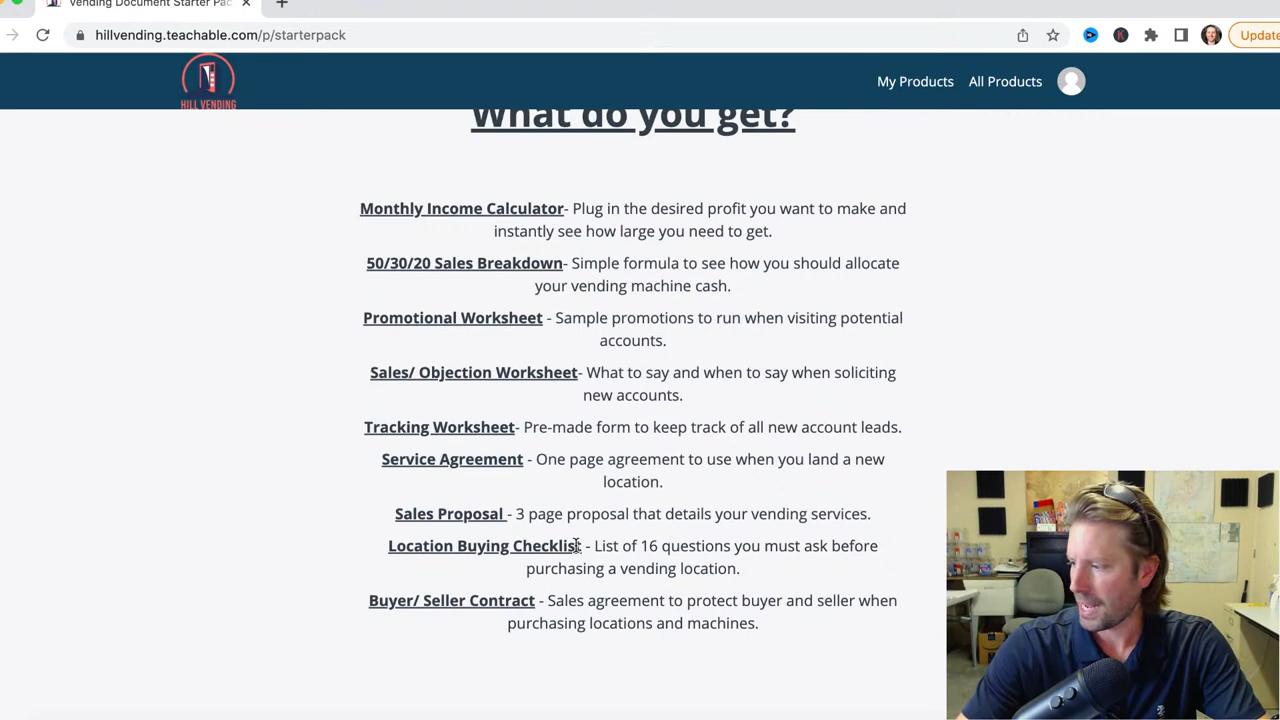 Vending Document Starter Pac
hillvending.teachable.com/p/starterpack
Update
HILL VENDING
My Products
All Products
What do you get?
Monthly Income Calculator- Plug in the desired profit you want to make and
instantly see how large you need to get.
50/30/20 Sales Breakdown- Simple formula to see how you should allocate
your vending machine cash.
Promotional Worksheet - Sample promotions to run when visiting potential
accounts.
Sales/ Objection Worksheet- What to say and when to say when soliciting
new accounts.
Tracking Worksheet- Pre-made form to keep track of all new account leads.
Service Agreement - One page agreement to use when you land a new
location.
Sales Proposal - 3 page proposal that details your vending services.
Location Buying Checklist - List of 16 questions you must ask before
purchasing a vending location.
Buyer/ Seller Contract - Sales agreement to protect buyer and seller when
purchasing locations and machines.